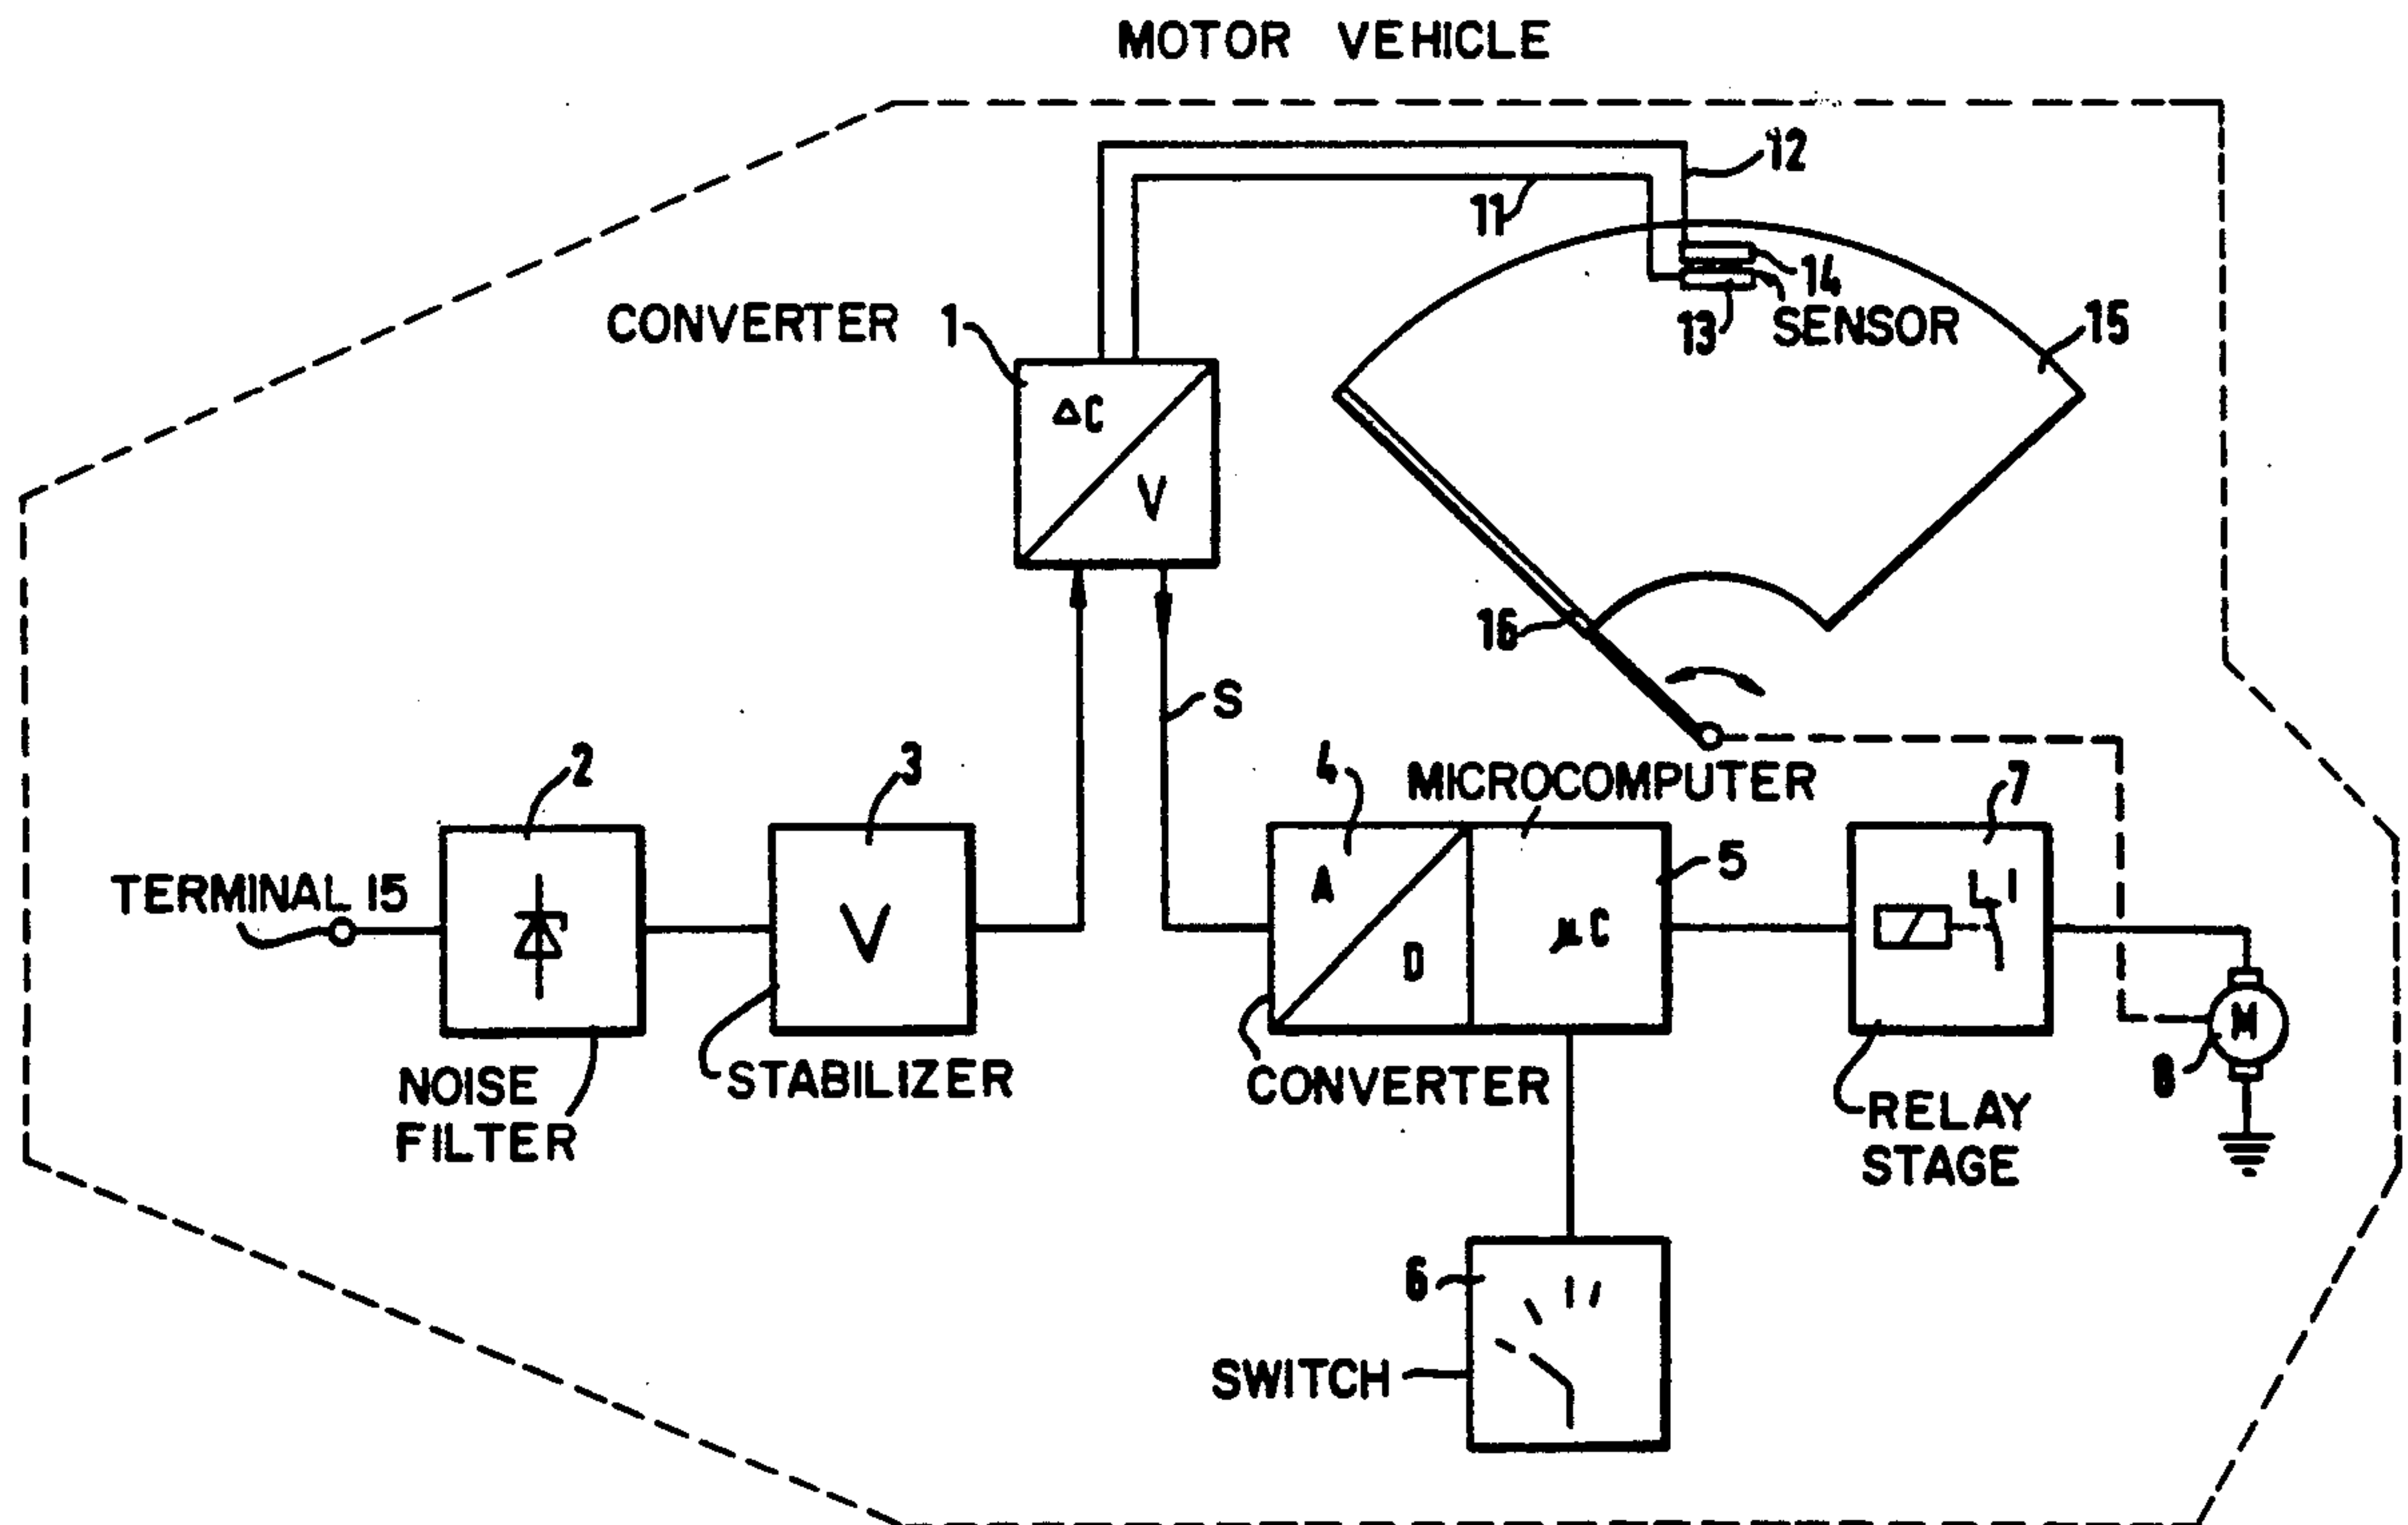 MOTOR VEHICLE
12
11
14
CONVERTER 1
13 SENSOR
15
ΔC
V
16
S
2
3
4
MICROCOMPUTER
7
5
TERMINAL 15
V
A
D
µC
M
8
NOISE
FILTER
STABILIZER
CONVERTER
RELAY
STAGE
6
SWITCH